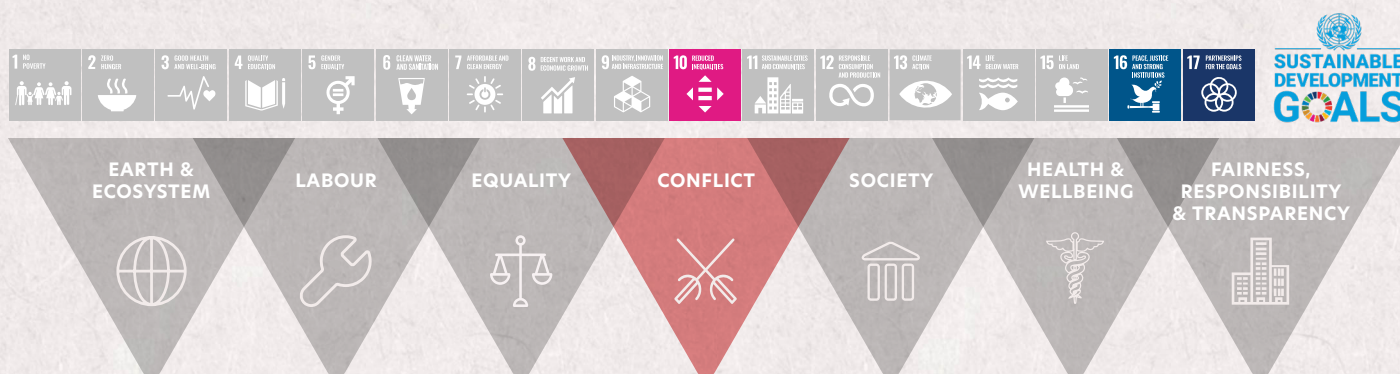 1 NO
POVERTY
2 ZERO
HUNGER
3 GOOD HEALTH
AND WELL-BEING
4 QUALITY
EDUCATION
5 GENDER
EQUALITY
6 CLEAN WATER
AND SANITATION
7 AFFORDABLE AND
CLEAN ENERGY
8 DECENT WORK AND
ECONOMIC GROWTH
9 INDUSTRY, INNOVATION
AND INFRASTRUCTURE
10 REDUCED
INEQUALITIES
11 SUSTAINABLE CITIES
AND COMMUNITIES
12 RESPONSIBLE
CONSUMPTION
AND PRODUCTION
13 CLIMATE
ACTION
14 LIFE
BELOW WATER
15 LIFE
ON LAND
16 PEACE, JUSTICE
AND STRONG
INSTITUTIONS
17 PARTNERSHIPS
FOR THE GOALS
SUSTAINABLE
DEVELOPMENT
GOALS
EARTH &
ECOSYSTEM
LABOUR
EQUALITY
CONFLICT
SOCIETY
HEALTH &
WELLBEING
FAIRNESS,
RESPONSIBILITY
& TRANSPARENCY